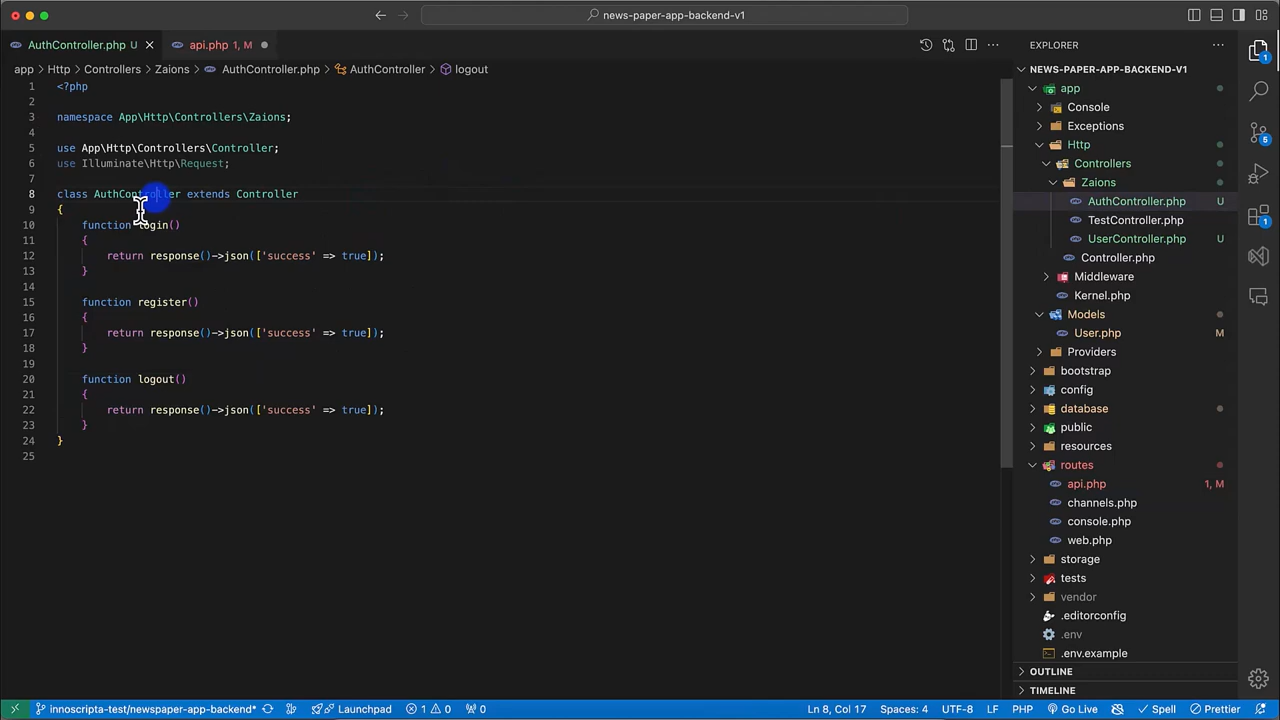 news-paper-app-backend-v1
AuthController.php U
api.php 1, M
EXPLORER
app > Http > Controllers > Zaions > AuthController.php > AuthController > logout
1 <?php
2
3 namespace App\Http\Controllers\Zaions;
4
5 use App\Http\Controllers\Controller;
6 use Illuminate\Http\Request;
7
8 class AuthController extends Controller
9 {
10 function login()
11 {
12 return response()->json(['success' => true]);
13 }
14
15 function register()
16 {
17 return response()->json(['success' => true]);
18 }
19
20 function logout()
21 {
22 return response()->json(['success' => true]);
23 }
24 }
25
NEWS-PAPER-APP-BACKEND-V1
app
Console
Exceptions
Http
Controllers
Zaions
AuthController.php U
TestController.php
UserController.php U
Controller.php
Middleware
Kernel.php
Models
User.php M
Providers
bootstrap
config
database
public
resources
routes
api.php 1, M
channels.php
console.php
web.php
storage
tests
vendor
.editorconfig
.env
.env.example
OUTLINE
TIMELINE
1
5
1
innoscripta-test/newspaper-app-backend* Launchpad 1 0 0 Ln 8, Col 17 Spaces: 4 UTF-8 LF PHP Go Live Spell Prettier